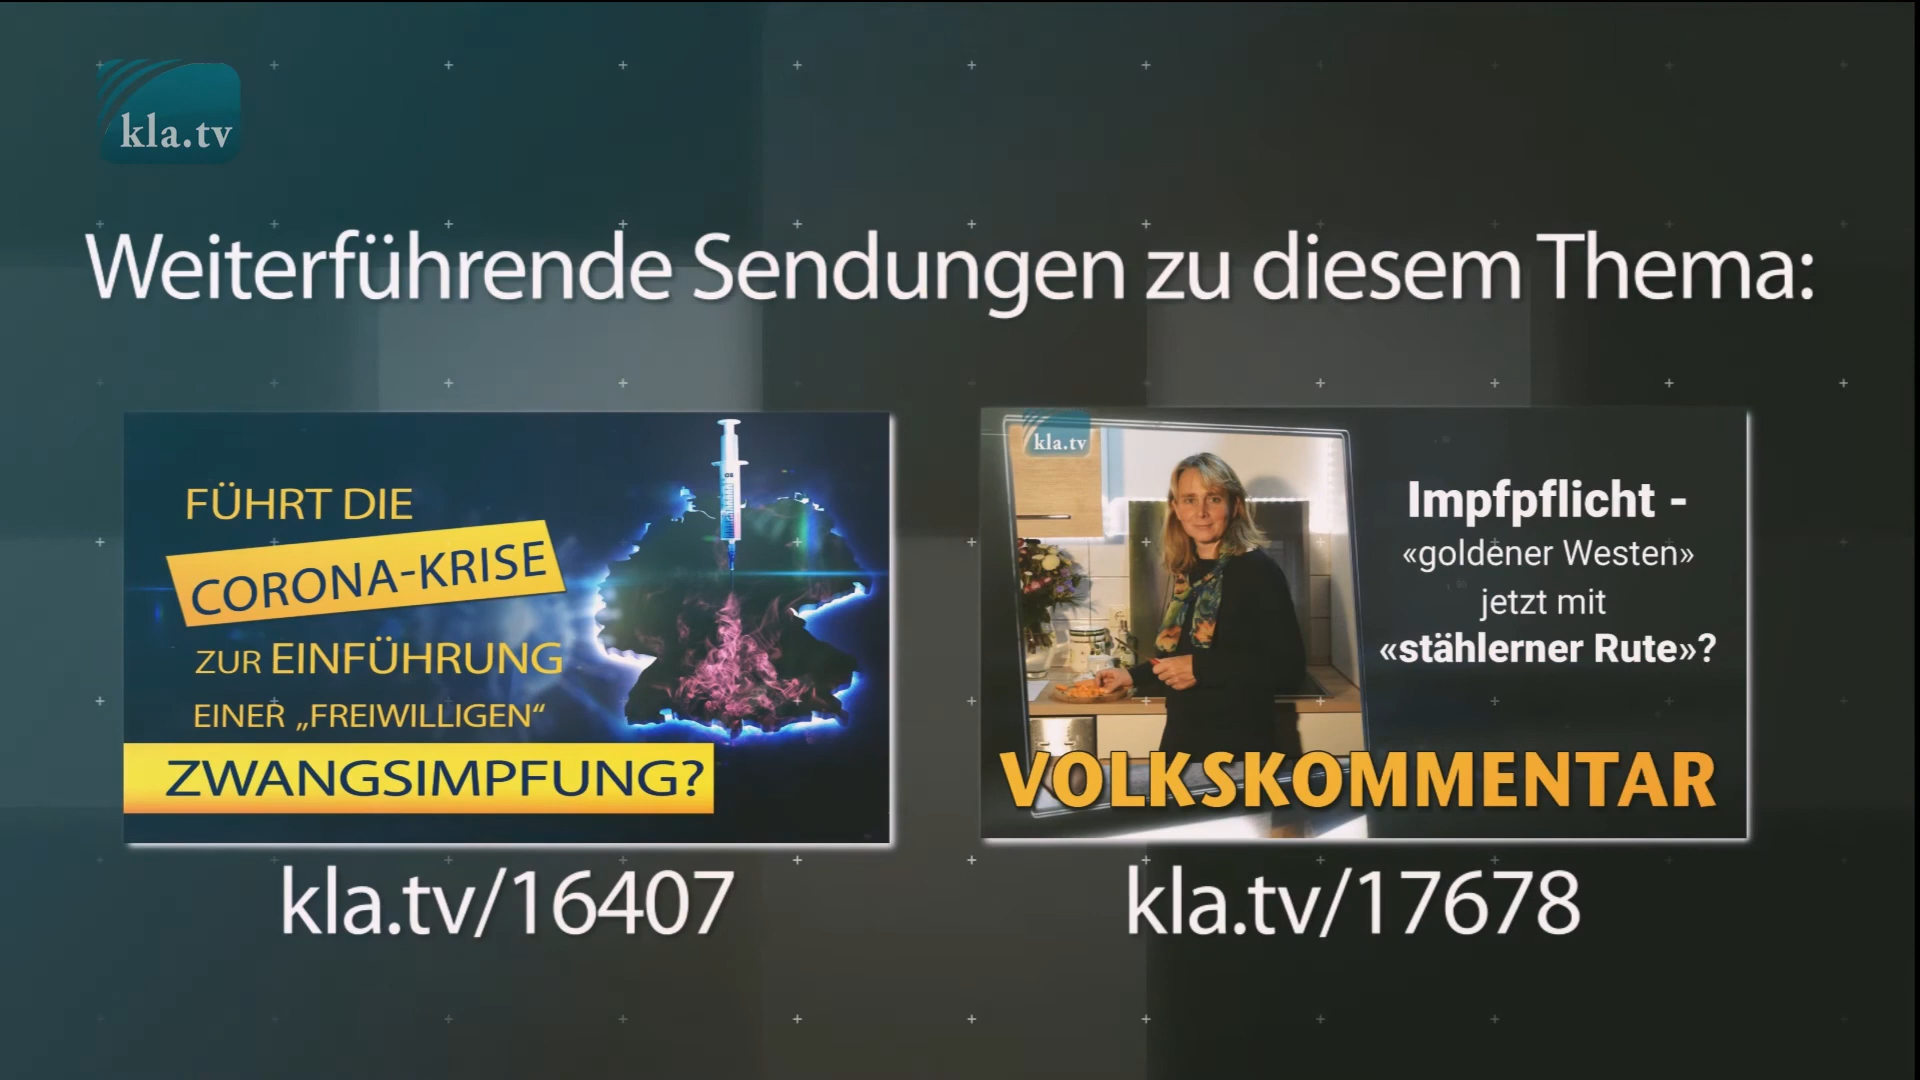 kla.tv
Weiterführende Sendungen zu diesem Thema:
FÜHRT DIE
CORONA-KRISE
ZUR EINFÜHRUNG
EINER „FREIWILLIGEN“
ZWANGSIMPFUNG?
kla.tv/16407
kla.tv
Impfpflicht -
«goldener Westen»
jetzt mit
«stählerner Rute»?
VOLKSKOMMENTAR
kla.tv/17678